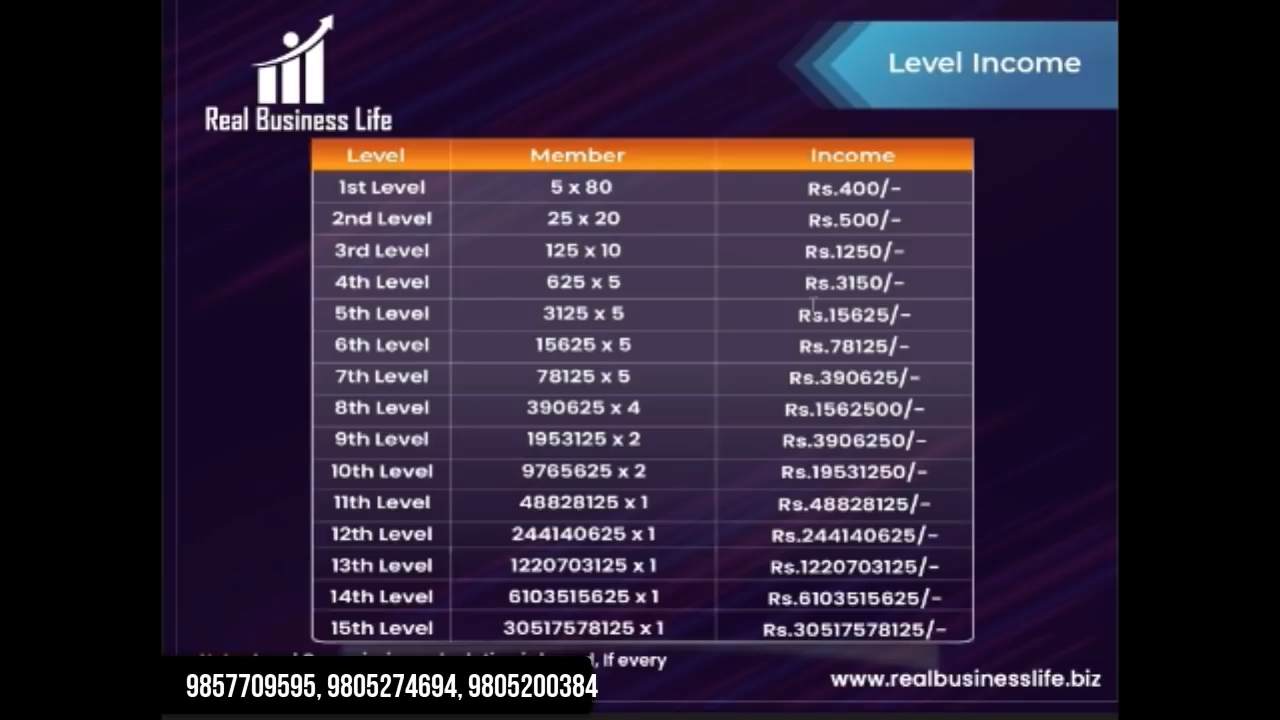 Real Business Life
Level Income
Level Member Income
1st Level 5 x 80 Rs.400/-
2nd Level 25 x 20 Rs.500/-
3rd Level 125 x 10 Rs.1250/-
4th Level 625 x 5 Rs.3150/-
5th Level 3125 x 5 Rs.15625/-
6th Level 15625 x 5 Rs.78125/-
7th Level 78125 x 5 Rs.390625/-
8th Level 390625 x 4 Rs.1562500/-
9th Level 1953125 x 2 Rs.3906250/-
10th Level 9765625 x 2 Rs.19531250/-
11th Level 48828125 x 1 Rs.48828125/-
12th Level 244140625 x 1 Rs.244140625/-
13th Level 1220703125 x 1 Rs.1220703125/-
14th Level 6103515625 x 1 Rs.6103515625/-
15th Level 30517578125 x 1 Rs.30517578125/-
, If every
9857709595, 9805274694, 9805200384
www.realbusinesslife.biz